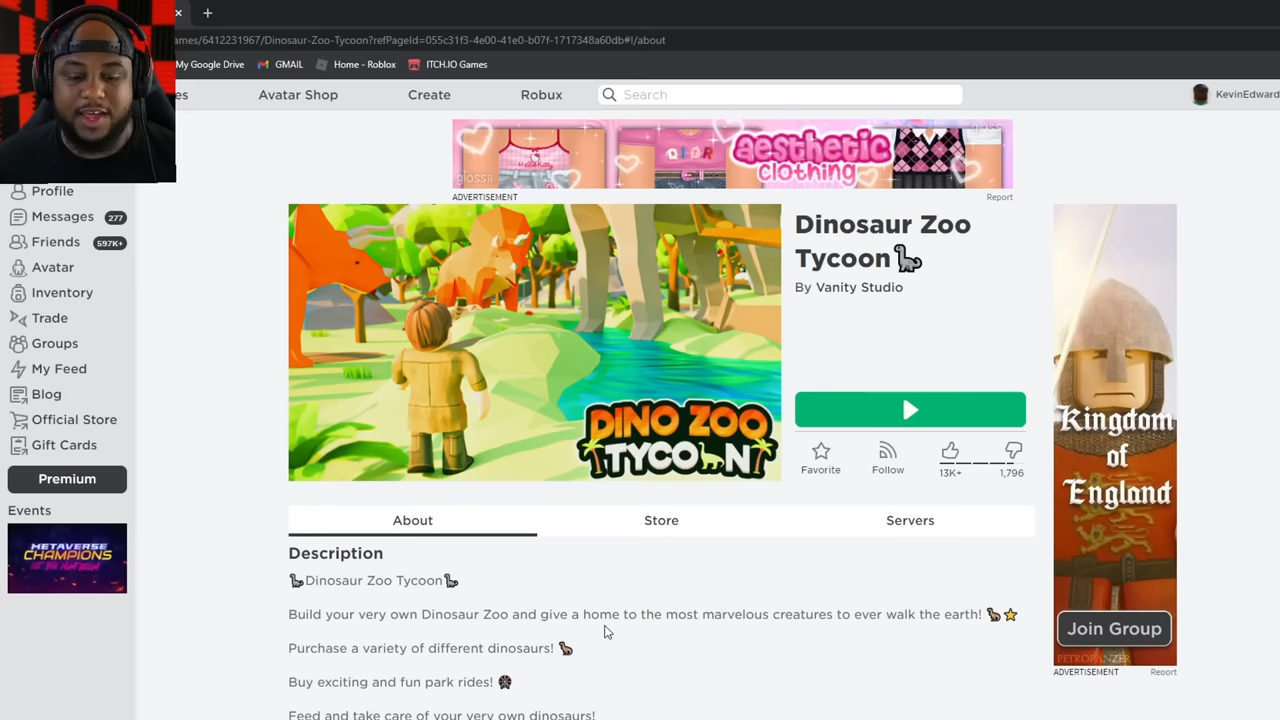 ames/6412231967/Dinosaur-Zoo-Tycoon?refPageId=055c31f3-4e00-41e0-b07f-1717348a60db#!/about
My Google Drive GMAIL Home - Roblox ITCH.IO Games
es Avatar Shop Create Robux Search KevinEdward
Profile
Messages 277
Friends 597K+
Avatar
Inventory
Trade
Groups
My Feed
Blog
Official Store
Gift Cards
Premium
Events
METAVERSE
CHAMPIONS
aesthetic
clothing
glossii
glossii
DIOR
ADVERTISEMENT Report
DINO ZOO
TYCOON
Dinosaur Zoo
Tycoon🦕
By Vanity Studio
Favorite Follow 13K+ 1,796
About Store Servers
Description
🦕Dinosaur Zoo Tycoon🦕
Build your very own Dinosaur Zoo and give a home to the most marvelous creatures to ever walk the earth! 🦕⭐
Purchase a variety of different dinosaurs! 🦕
Buy exciting and fun park rides! 🎡
Feed and take care of your very own dinosaurs!
Kingdom
of
England
Join Group
PETROPANZER
ADVERTISEMENT Report